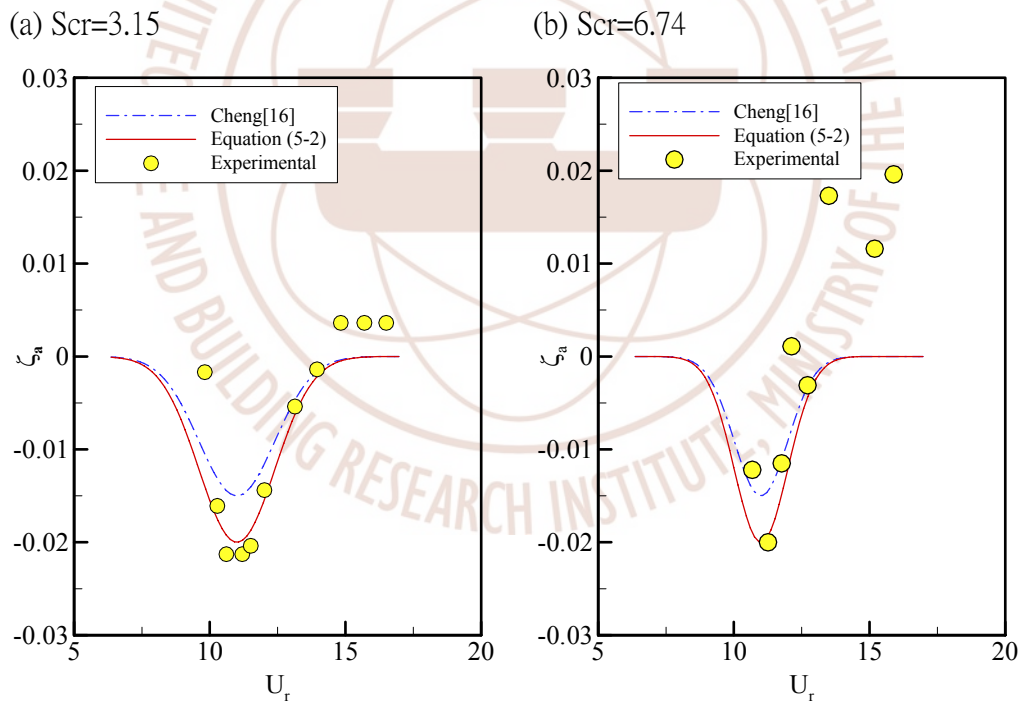 (a) Scr=3.15
(b) Scr=6.74
0.03
0.02
0.01
0
-0.01
-0.02
-0.03
ζa
5
10
15
20
Ur
Cheng[16]
Equation (5-2)
Experimental
0.03
0.02
0.01
0
-0.01
-0.02
-0.03
ζa
5
10
15
20
Ur
Cheng[16]
Equation (5-2)
Experimental
AND BUILDING RESEARCH INSTITUTE, MINISTRY OF THE INTE